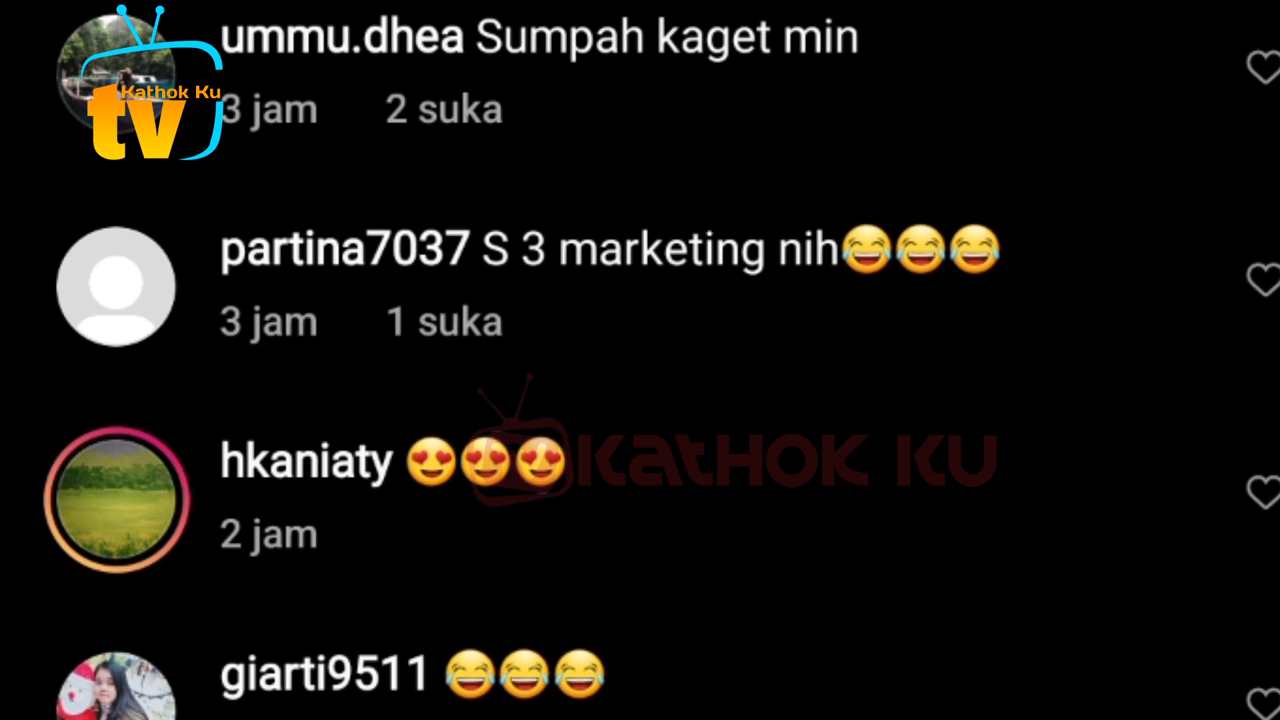 ummu.dhea Sumpah kaget min
Kathok Ku
tv
3 jam 2 suka
partina7037 S 3 marketing nih😂😂😂
3 jam 1 suka
hkaniaty 😍😍😍
KATHOK KU
2 jam
giarti9511 😂😂😂